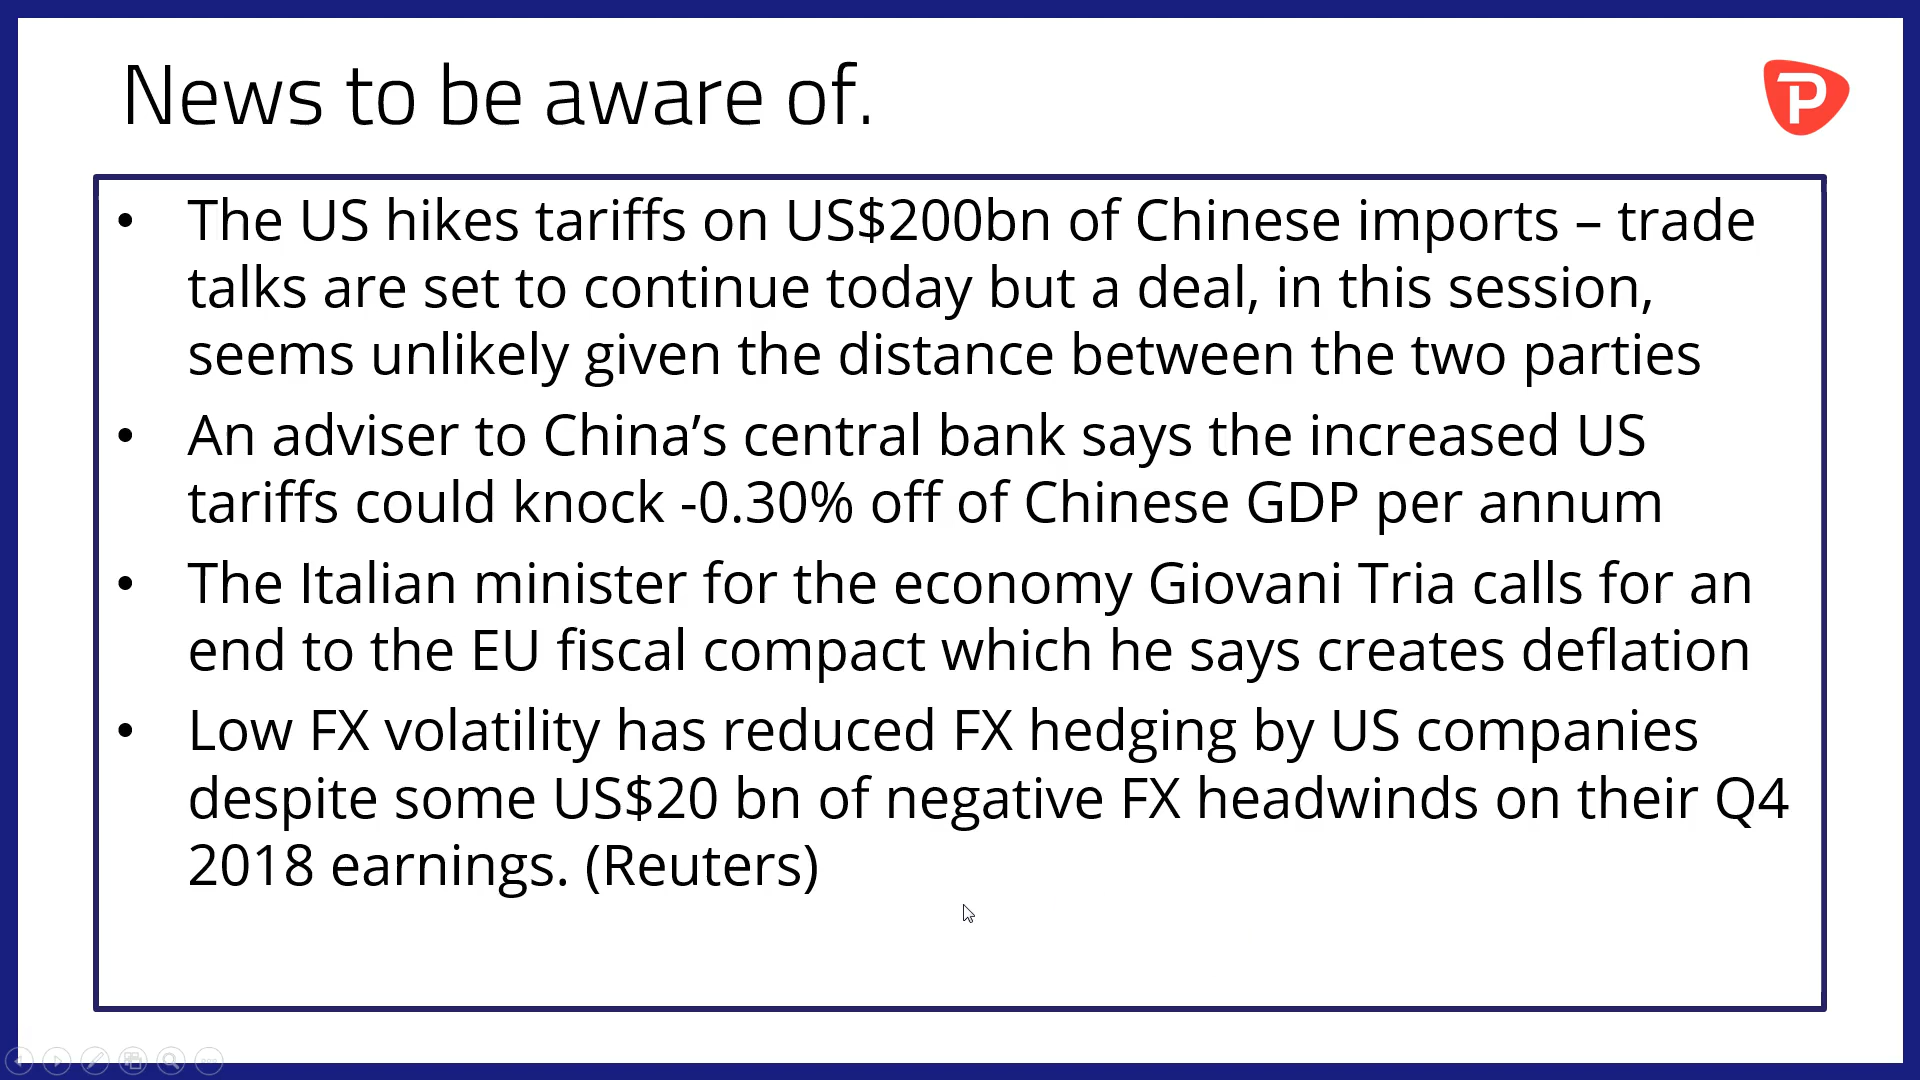 News to be aware of.
P
• The US hikes tariffs on US$200bn of Chinese imports – trade
talks are set to continue today but a deal, in this session,
seems unlikely given the distance between the two parties
• An adviser to China’s central bank says the increased US
tariffs could knock -0.30% off of Chinese GDP per annum
• The Italian minister for the economy Giovani Tria calls for an
end to the EU fiscal compact which he says creates deflation
• Low FX volatility has reduced FX hedging by US companies
despite some US$20 bn of negative FX headwinds on their Q4
2018 earnings. (Reuters)